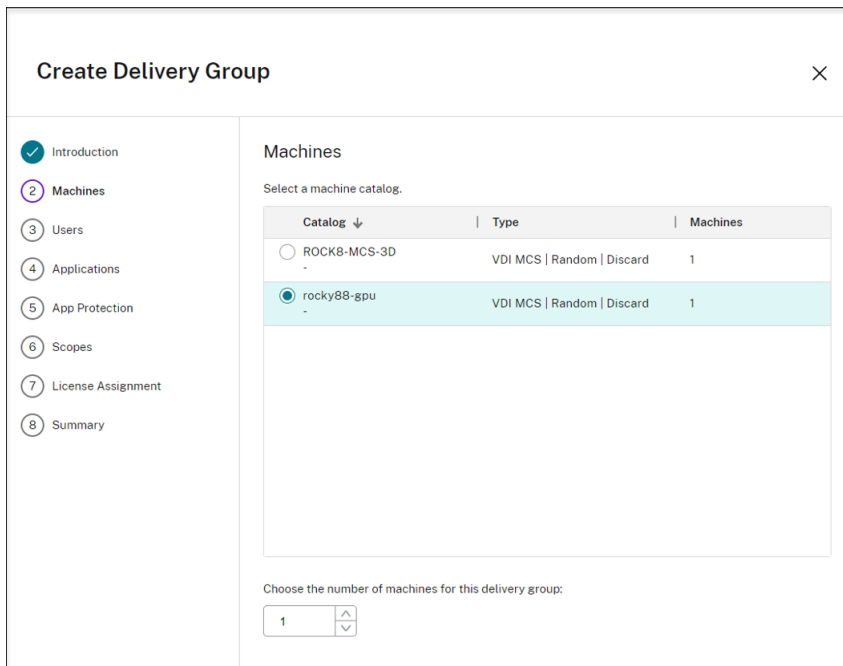 Create Delivery Group
Introduction
2 Machines
3 Users
4 Applications
5 App Protection
6 Scopes
7 License Assignment
8 Summary
Machines
Select a machine catalog.
Catalog Type Machines
ROCK8-MCS-3D VDI MCS | Random | Discard 1
-
rocky88-gpu VDI MCS | Random | Discard 1
-
Choose the number of machines for this delivery group:
1